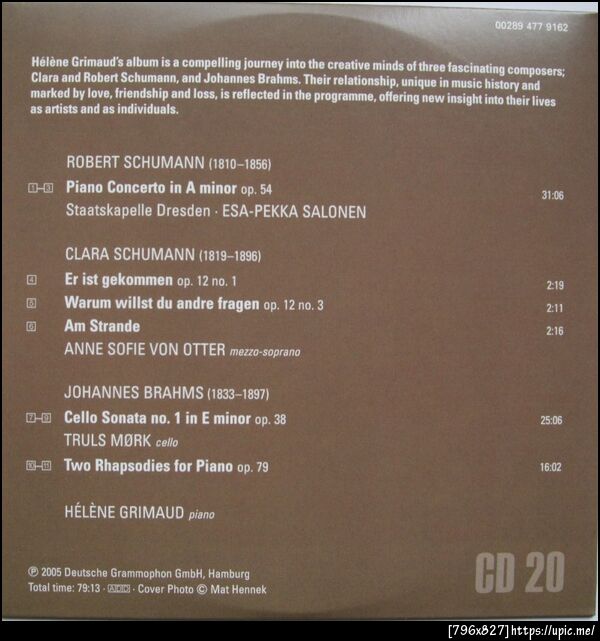 00289 477 9162
Hélène Grimaud's album is a compelling journey into the creative minds of three fascinating composers;
Clara and Robert Schumann, and Johannes Brahms. Their relationship, unique in music history and
marked by love, friendship and loss, is reflected in the programme, offering new insight into their lives
as artists and as individuals.
ROBERT SCHUMANN (1810–1856)
1–3 Piano Concerto in A minor op. 54 31:06
Staatskapelle Dresden · ESA-PEKKA SALONEN
CLARA SCHUMANN (1819–1896)
4 Er ist gekommen op. 12 no. 1 2:19
5 Warum willst du andre fragen op. 12 no. 3 2:11
6 Am Strande 2:16
ANNE SOFIE VON OTTER mezzo-soprano
JOHANNES BRAHMS (1833–1897)
7–9 Cello Sonata no. 1 in E minor op. 38 25:06
TRULS MØRK cello
10–11 Two Rhapsodies for Piano op. 79 16:02
HÉLÈNE GRIMAUD piano
℗ 2005 Deutsche Grammophon GmbH, Hamburg
Total time: 79:13 · DDD · Cover Photo © Mat Hennek
CD 20
[796x827]https://upic.me/